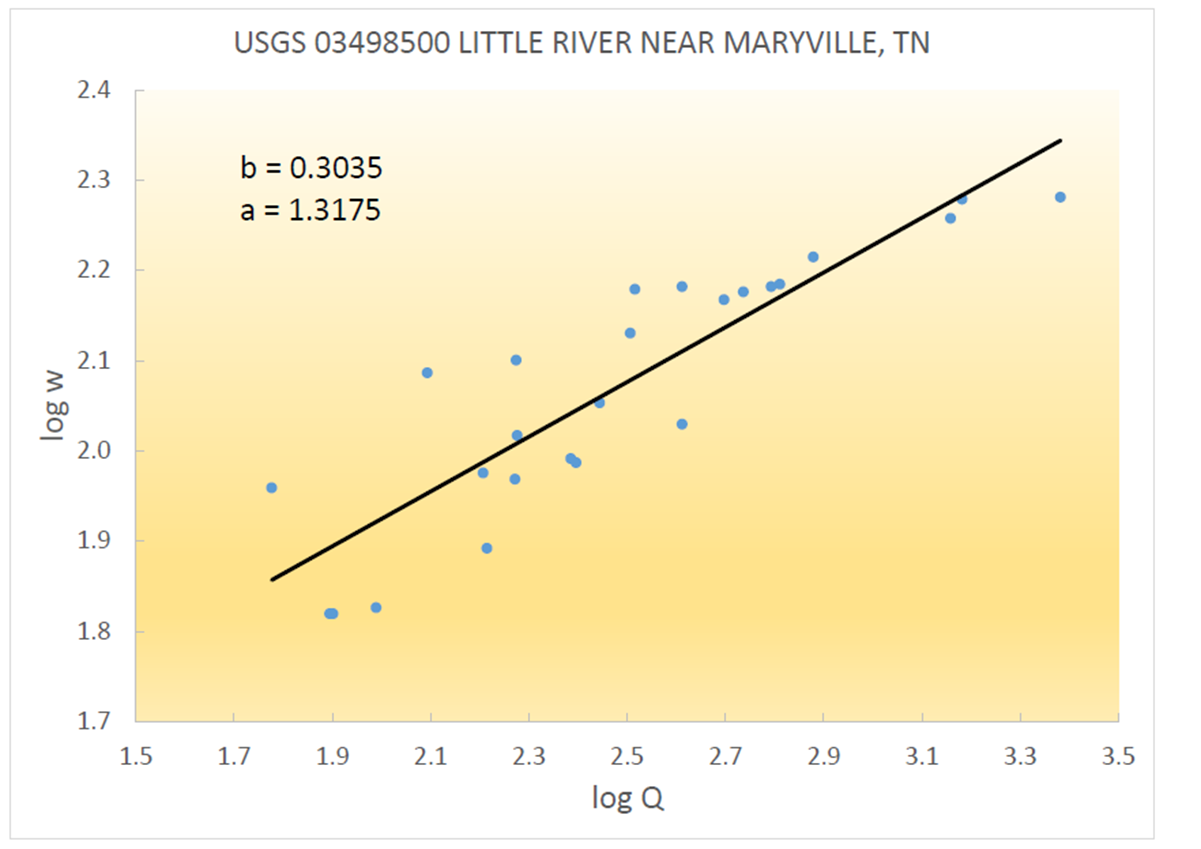 USGS 03498500 LITTLE RIVER NEAR MARYVILLE, TN
2.4
b = 0.3035
2.3
a = 1.3175
2.2
2.1
log w
2.0
1.9
1.8
1.7
1.5 1.7 1.9 2.1 2.3 2.5 2.7 2.9 3.1 3.3 3.5
log Q